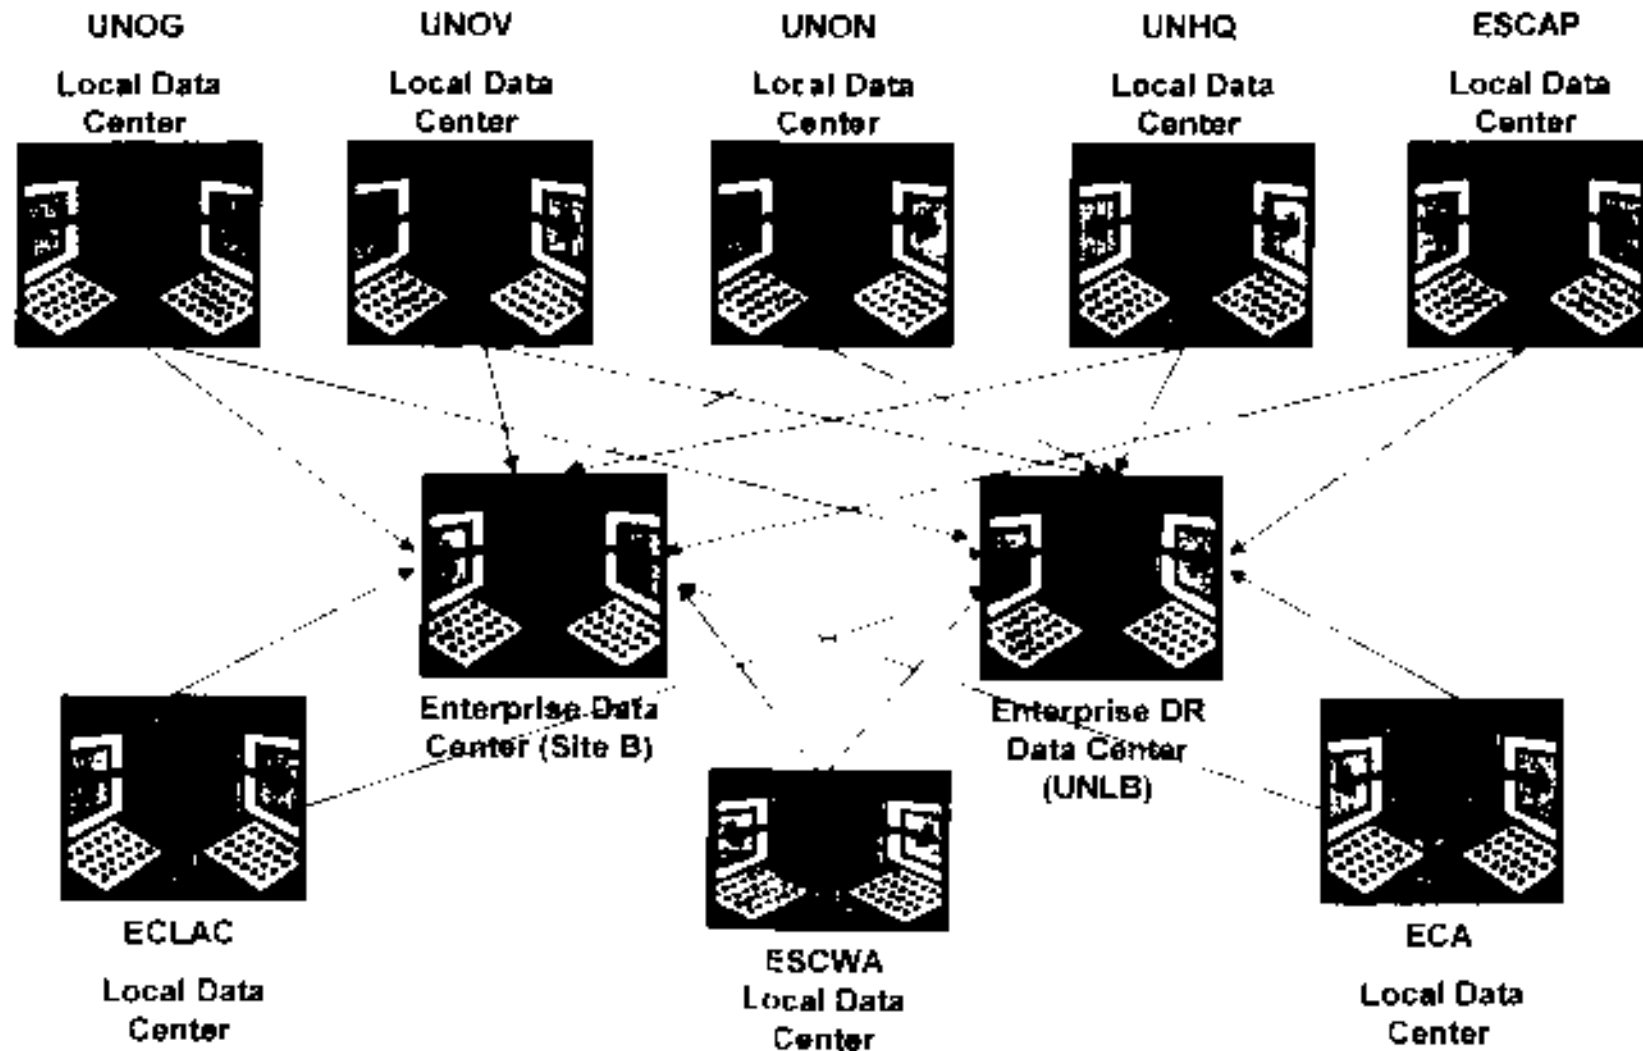 UNOG
Local Data
Center
UNOV
Local Data
Center
UNON
Local Data
Center
UNHQ
Local Data
Center
ESCAP
Local Data
Center
Enterprise Data
Center (Site B)
Enterprise DR
Data Center
(UNLB)
ECLAC
Local Data
Center
ESCWA
Local Data
Center
ECA
Local Data
Center